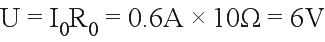 U = I₀R₀ = 0.6A × 10Ω = 6V